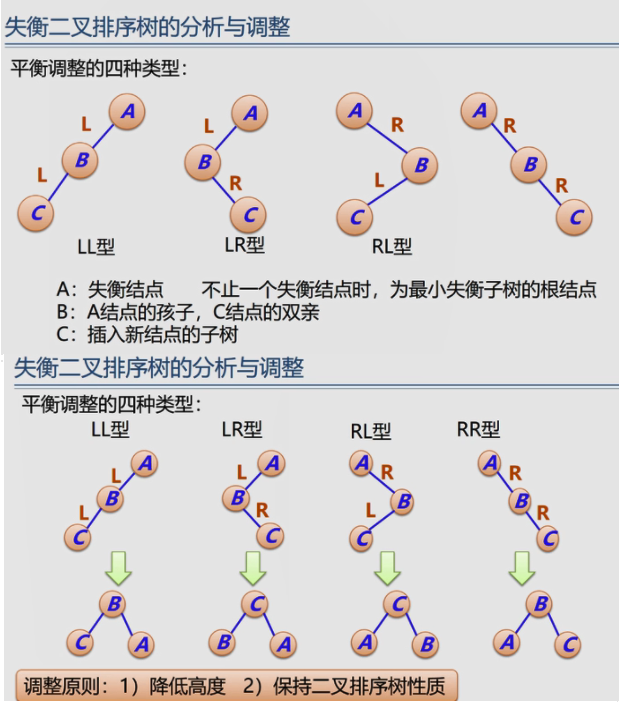 失衡二叉排序树的分析与调整
平衡调整的四种类型：
A A A A
L L R R
B B B B
L R L R
C C C C
LL型 LR型 RL型
A：失衡结点 不止一个失衡结点时，为最小失衡子树的根结点
B：A结点的孩子，C结点的双亲
C：插入新结点的子树
失衡二叉排序树的分析与调整
平衡调整的四种类型：
LL型 LR型 RL型 RR型
A A A A
L L R R
B B B B
L R L R
C C C C
B C C B
C A B A A B A C
调整原则：1）降低高度 2）保持二叉排序树性质